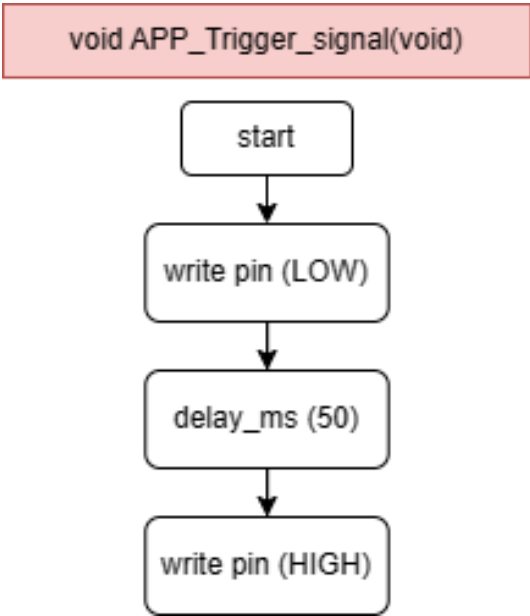 void APP_Trigger_signal(void)
start
write pin (LOW)
delay_ms (50)
write pin (HIGH)